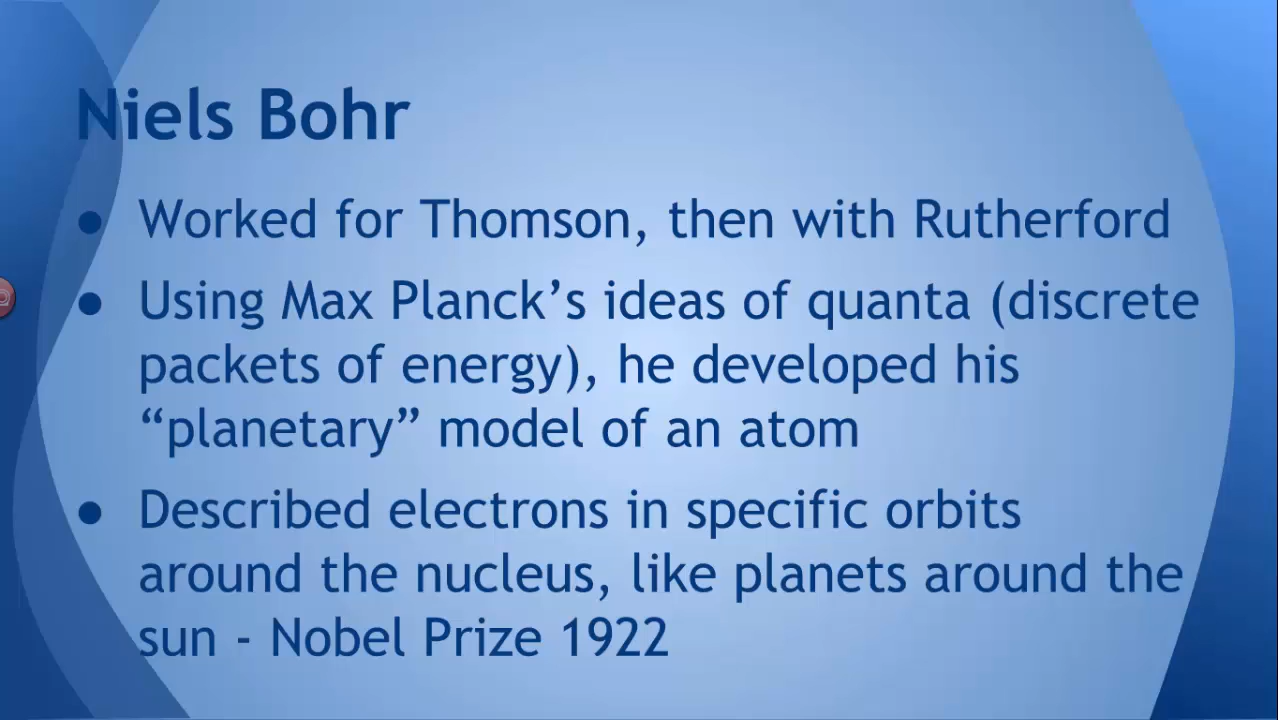 Niels Bohr
● Worked for Thomson, then with Rutherford
● Using Max Planck’s ideas of quanta (discrete
packets of energy), he developed his
“planetary” model of an atom
● Described electrons in specific orbits
around the nucleus, like planets around the
sun - Nobel Prize 1922